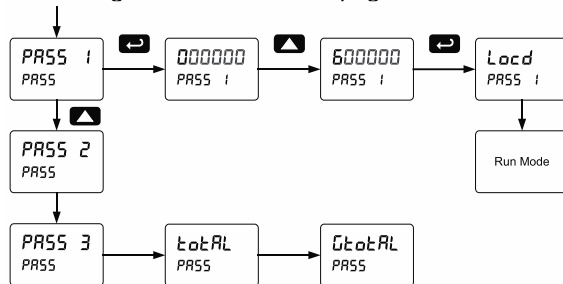 PASS 1
PASS
000000
PASS 1
600000
PASS 1
Locd
PASS 1
PASS 2
PASS
Run Mode
PASS 3
PASS
totAL
PASS
GtotAL
PASS